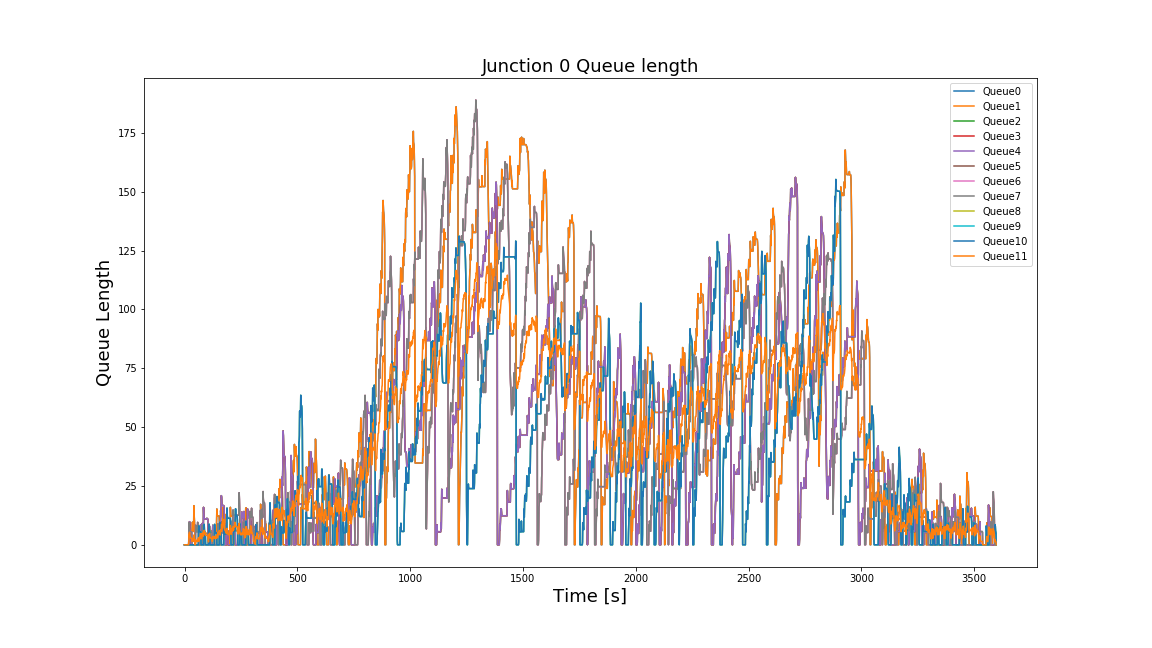 Junction 0 Queue length
Queue Length
175
150
125
100
75
50
25
0
0
500
1000
1500
2000
2500
3000
3500
Time [s]
Queue0
Queue1
Queue2
Queue3
Queue4
Queue5
Queue6
Queue7
Queue8
Queue9
Queue10
Queue11